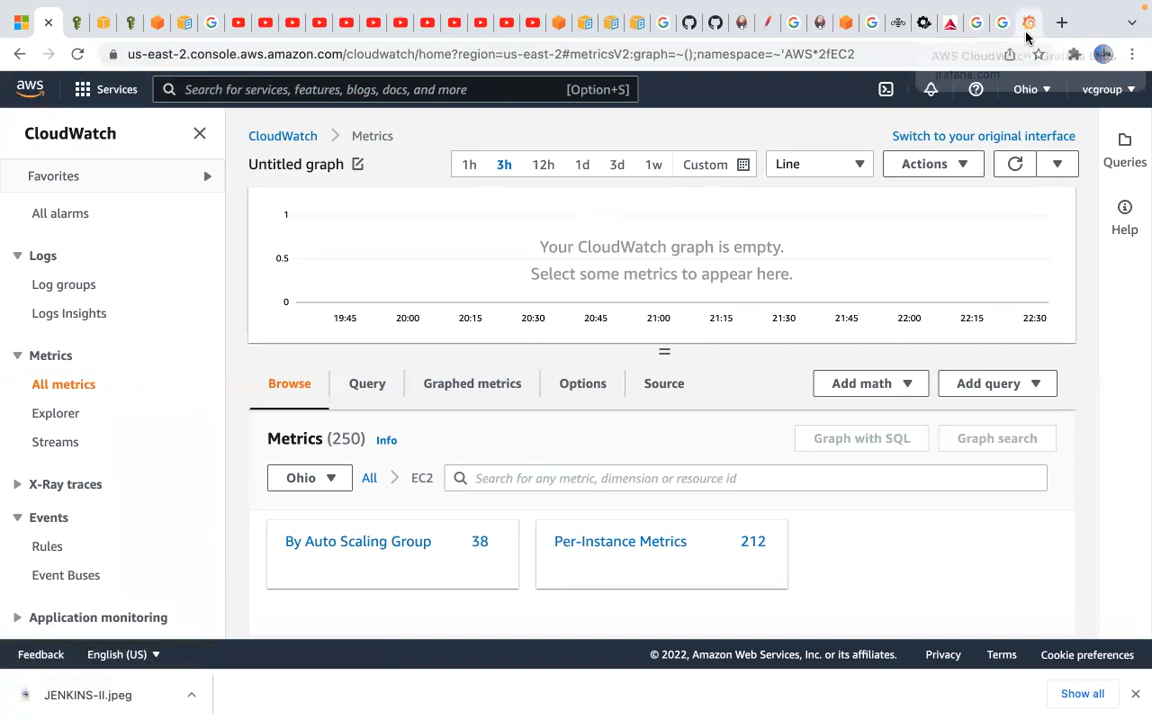 us-east-2.console.aws.amazon.com/cloudwatch/home?region=us-east-2#metricsV2:graph=~();namespace=~'AWS*2fEC2
aws
Services
Search for services, features, blogs, docs, and more
[Option+S]
Ohio
vcgroup
CloudWatch
Favorites
All alarms
Logs
Log groups
Logs Insights
Metrics
All metrics
Explorer
Streams
X-Ray traces
Events
Rules
Event Buses
Application monitoring
CloudWatch
Metrics
Switch to your original interface
Untitled graph
1h 3h 12h 1d 3d 1w Custom
Line
Actions
1
0.5
0
Your CloudWatch graph is empty.
Select some metrics to appear here.
19:45 20:00 20:15 20:30 20:45 21:00 21:15 21:30 21:45 22:00 22:15 22:30
Browse
Query
Graphed metrics
Options
Source
Add math
Add query
Metrics (250) Info
Graph with SQL
Graph search
Ohio
All
EC2
Search for any metric, dimension or resource id
By Auto Scaling Group 38
Per-Instance Metrics 212
Queries
Help
Feedback
English (US)
© 2022, Amazon Web Services, Inc. or its affiliates.
Privacy
Terms
Cookie preferences
JENKINS-II.jpeg
Show all